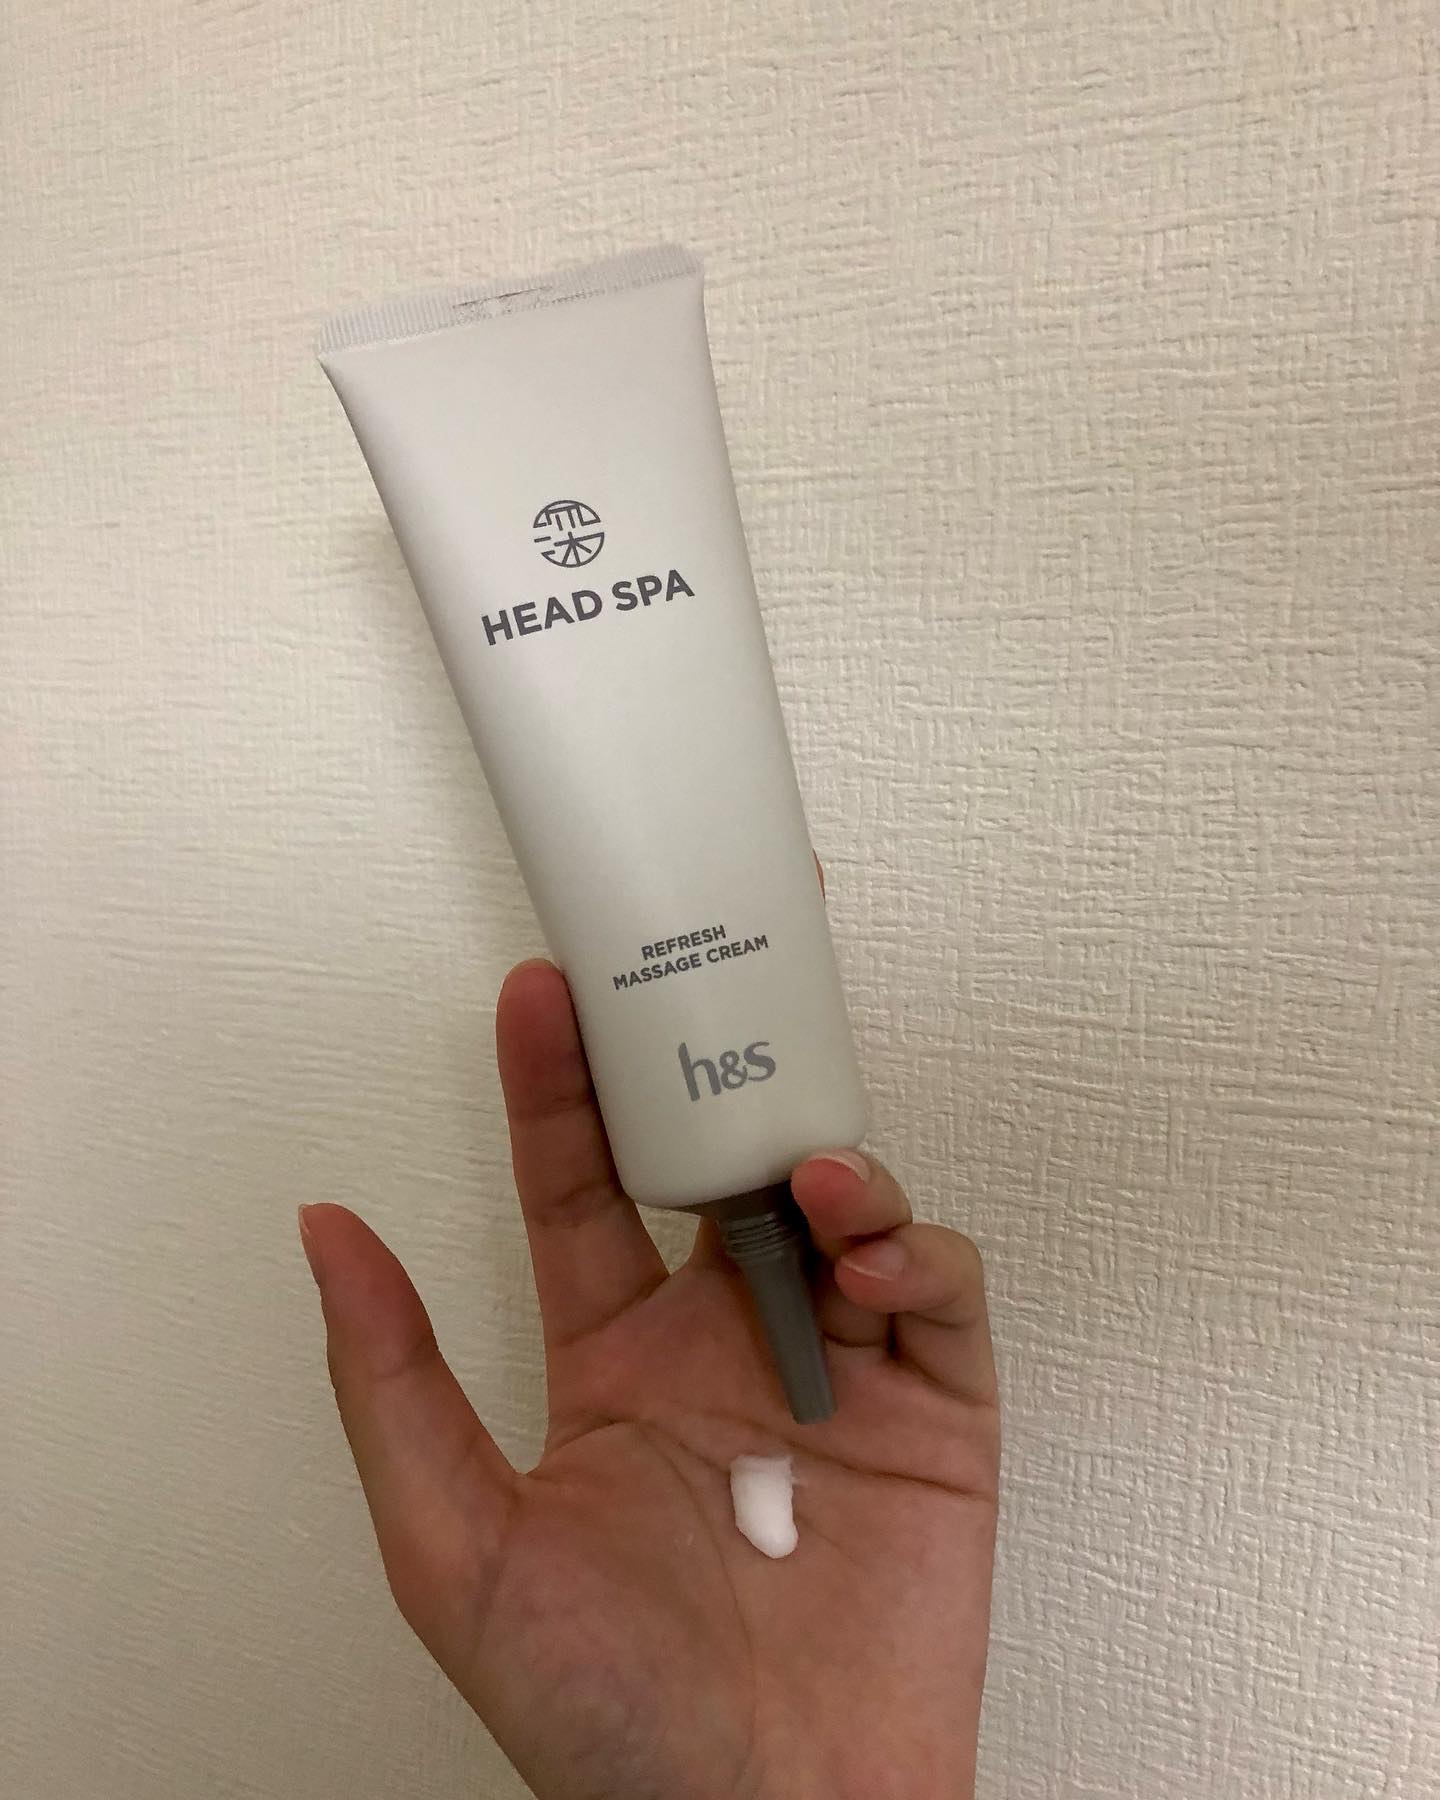 HEAD SPA
REFRESH
MASSAGE CREAM
h&s